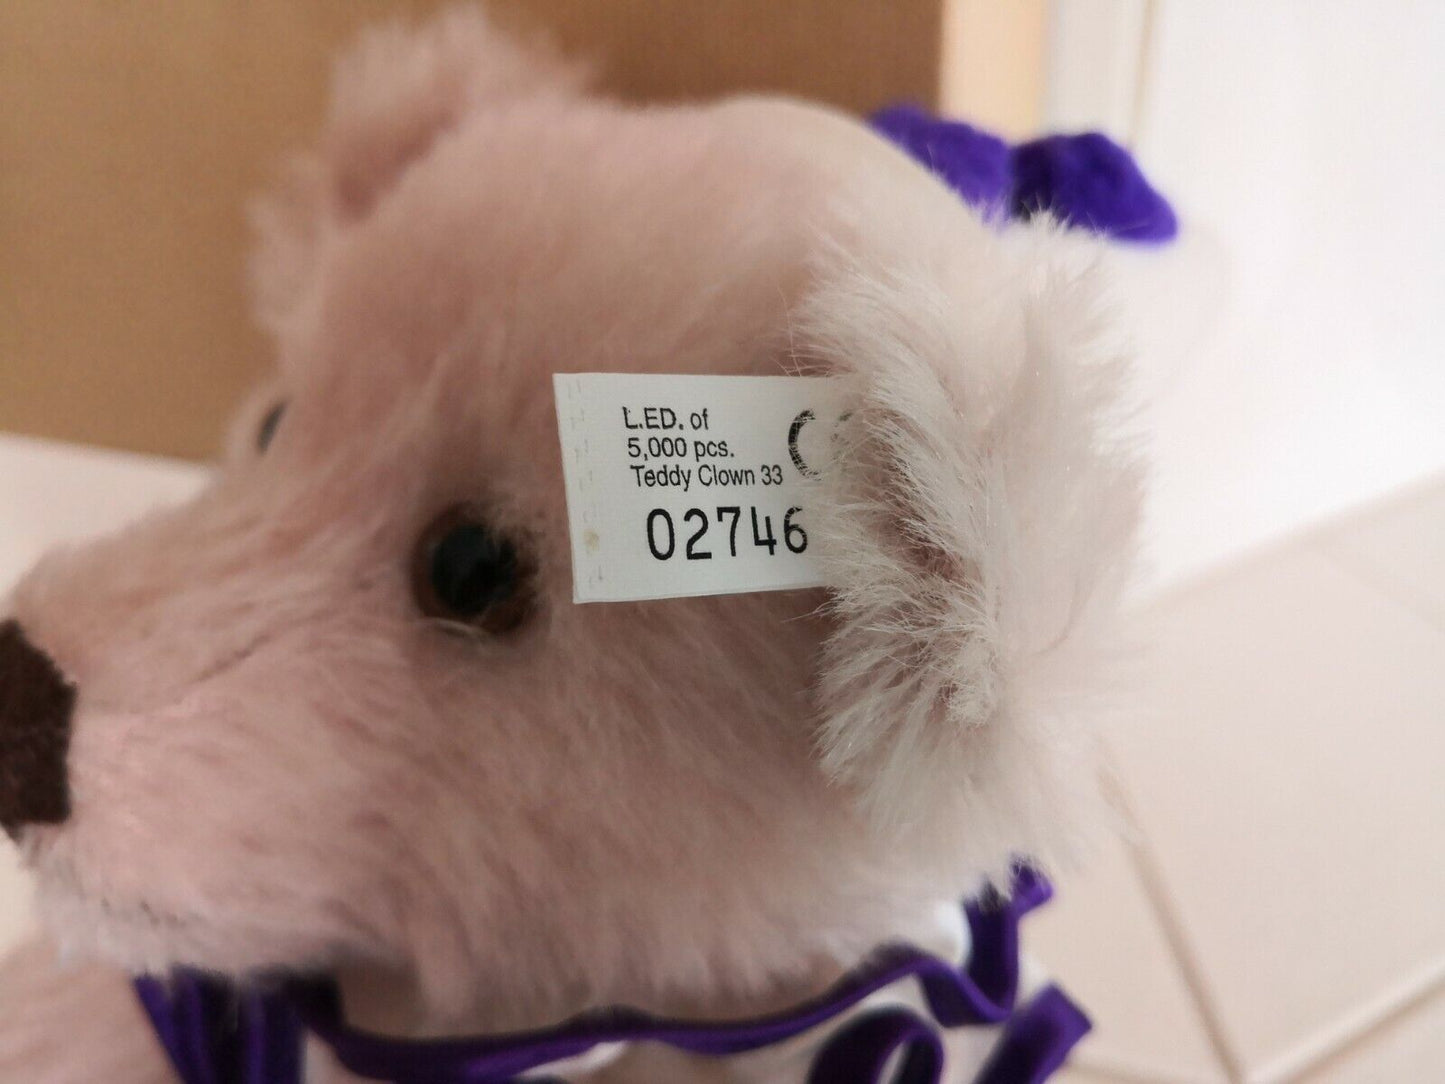 L.ED. of
5,000 pcs.
Teddy Clown 33
02746